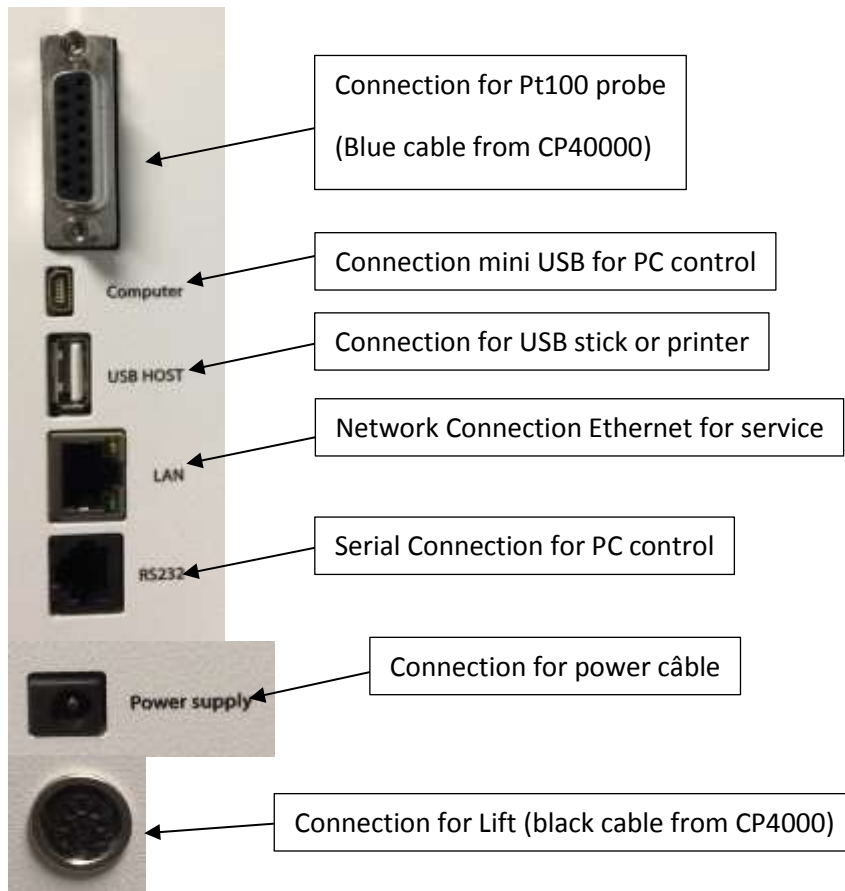 Connection for Pt100 probe
(Blue cable from CP40000)
Connection mini USB for PC control
Computer
Connection for USB stick or printer
USB HOST
Network Connection Ethernet for service
LAN
Serial Connection for PC control
RS232
Connection for power câble
Power supply
Connection for Lift (black cable from CP4000)